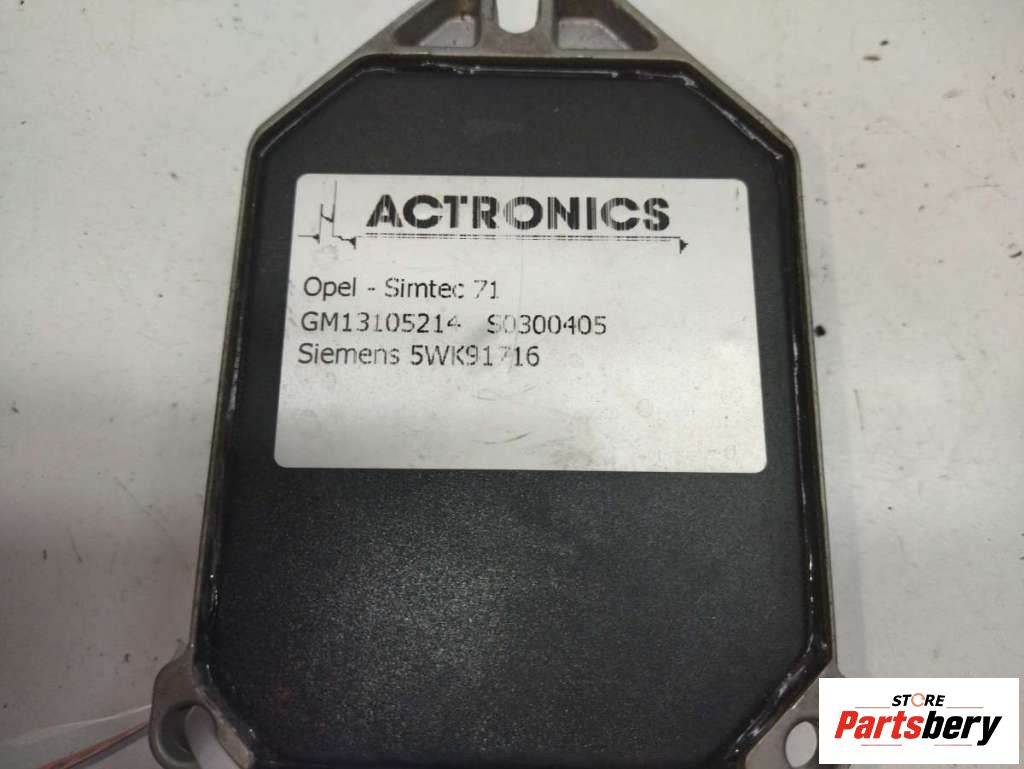 ACTRONICS
Opel - Simtec 71
GM13105214 S0300405
Siemens 5WK91716
STORE
Partsbery